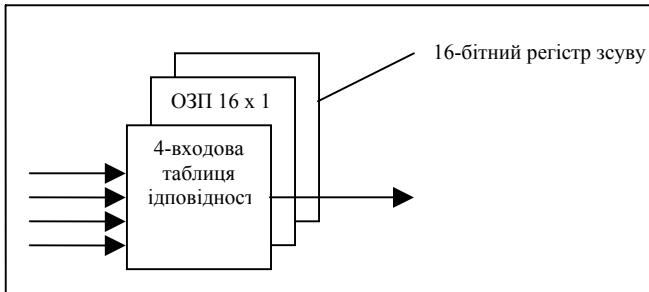 16-бітний регістр зсуву
ОЗП 16 x 1
4-входова
таблиця
ідповідност